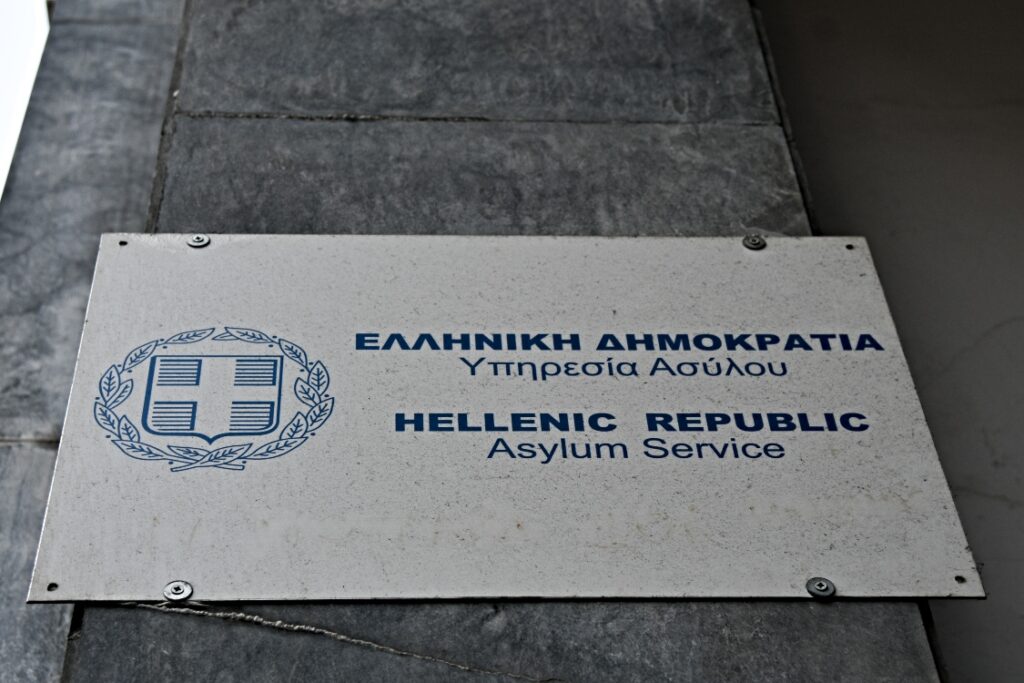 ΕΛΛΗΝΙΚΗ ΔΗΜΟΚΡΑΤΙΑ
Υπηρεσία Ασύλου
HELLENIC REPUBLIC
Asylum Service